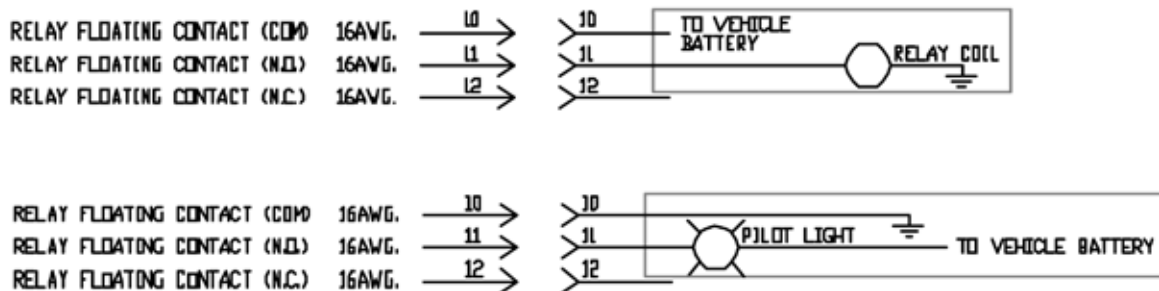 RELAY FLOATING CONTACT (COM) 16AWG. 10 10 TO VEHICLE
BATTERY
RELAY FLOATING CONTACT (N.O.) 16AWG. 11 11 RELAY COIL
RELAY FLOATING CONTACT (N.C.) 16AWG. 12 12
RELAY FLOATING CONTACT (COM) 16AWG. 10 10
RELAY FLOATING CONTACT (N.O.) 16AWG. 11 11 PILOT LIGHT TO VEHICLE BATTERY
RELAY FLOATING CONTACT (N.C.) 16AWG. 12 12